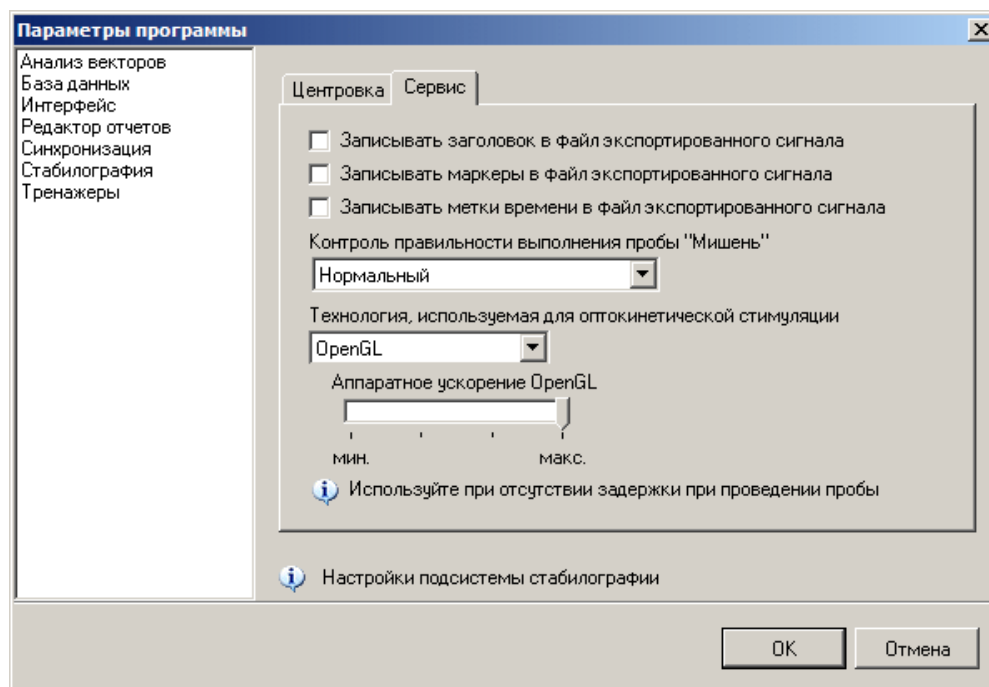 Параметры программы
Анализ векторов
База данных
Интерфейс
Редактор отчетов
Синхронизация
Стабилография
Тренажеры
Центровка
Сервис
Записывать заголовок в файл экспортированного сигнала
Записывать маркеры в файл экспортированного сигнала
Записывать метки времени в файл экспортированного сигнала
Контроль правильности выполнения пробы "Мишень"
Нормальный
Технология, используемая для оптокинетической стимуляции
OpenGL
Аппаратное ускорение OpenGL
мин. макс.
Используйте при отсутствии задержки при проведении пробы
Настройки подсистемы стабилографии
OK Отмена